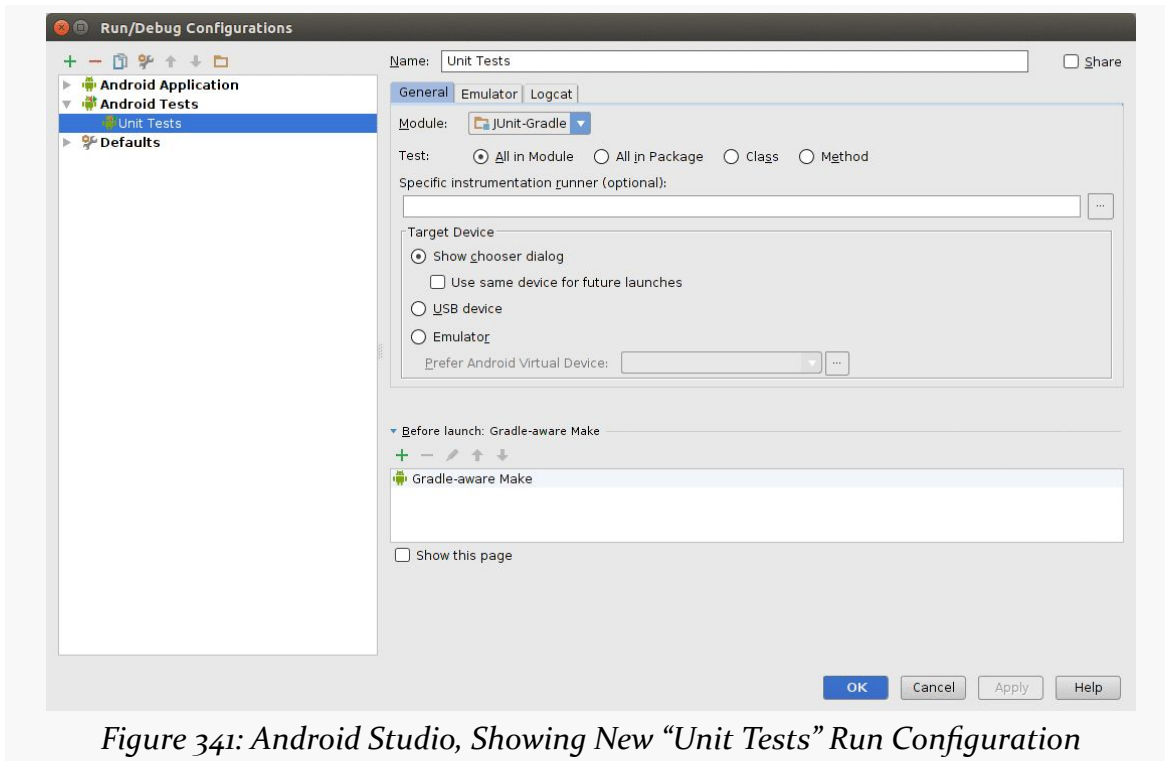 Run/Debug Configurations
Name: Unit Tests Share
Android Application
Android Tests
Unit Tests
Defaults
General Emulator Logcat
Module: JUnit-Gradle
Test: All in Module All in Package Class Method
Specific instrumentation runner (optional):
...
Target Device
Show chooser dialog
Use same device for future launches
USB device
Emulator
Prefer Android Virtual Device: ...
Before launch: Gradle-aware Make
Gradle-aware Make
Show this page
OK Cancel Apply Help
Figure 341: Android Studio, Showing New “Unit Tests” Run Configuration